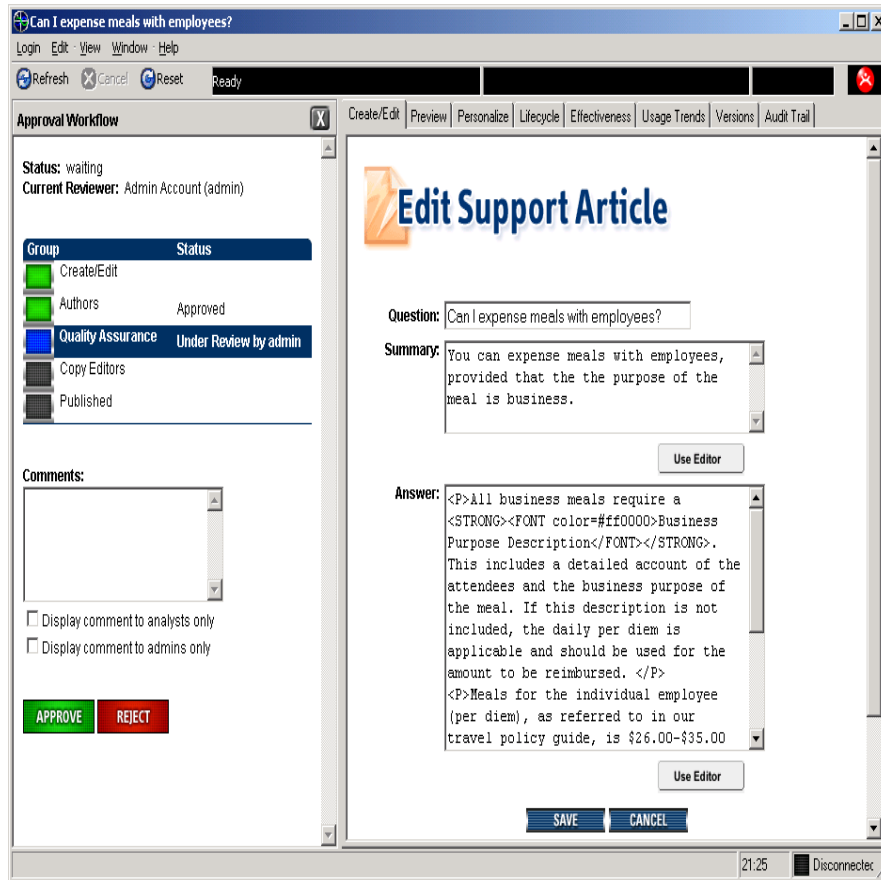 Can I expense meals with employees?
Login Edit View Window Help
Refresh Cancel Reset Ready
Approval Workflow X
Status: waiting
Current Reviewer: Admin Account (admin)
Group Status
Create/Edit
Authors Approved
Quality Assurance Under Review by admin
Copy Editors
Published
Comments:
Display comment to analysts only
Display comment to admins only
APPROVE REJECT
Create/Edit Preview Personalize Lifecycle Effectiveness Usage Trends Versions Audit Trail
Edit Support Article
Question: Can I expense meals with employees?
Summary: You can expense meals with employees,
provided that the the purpose of the
meal is business.
Use Editor
Answer: <P>All business meals require a
<STRONG><FONT color=#ff0000>Business
Purpose Description</FONT></STRONG>.
This includes a detailed account of the
attendees and the business purpose of
the meal. If this description is not
included, the daily per diem is
applicable and should be used for the
amount to be reimbursed. </P>
<P>Meals for the individual employee
(per diem), as referred to in our
travel policy guide, is $26.00-$35.00
Use Editor
SAVE CANCEL
21:25 Disconnected